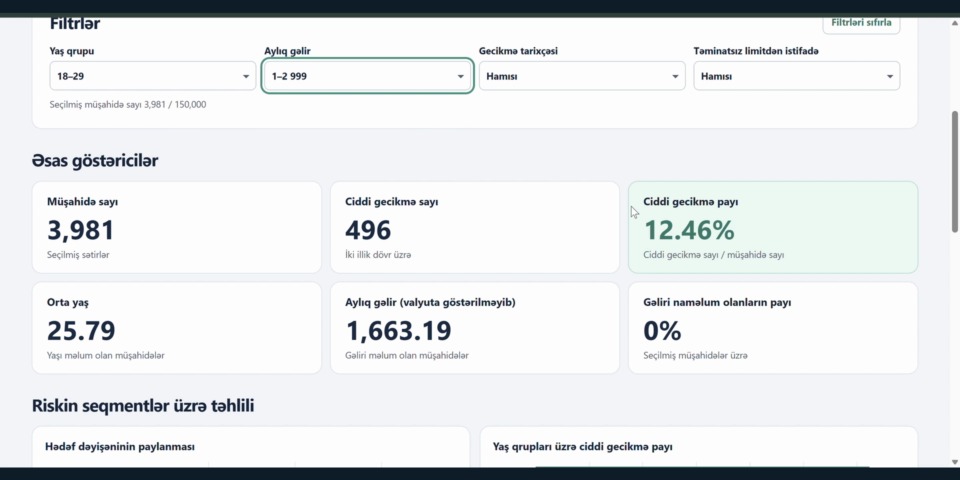 Filtrlər
Filtrləri sıfırla
Yaş qrupu
Aylıq gəlir
Gecikmə tarixçəsi
Təminatsız limitdən istifadə
18–29
1–2 999
Hamısı
Hamısı
Seçilmiş müşahidə sayı 3,981 / 150,000
Əsas göstəricilər
Müşahidə sayı
3,981
Seçilmiş sətirlər
Ciddi gecikmə sayı
496
İki illik dövr üzrə
Ciddi gecikmə payı
12.46%
Ciddi gecikmə sayı / müşahidə sayı
Orta yaş
25.79
Yaşı məlum olan müşahidələr
Aylıq gəlir (valyuta göstərilməyib)
1,663.19
Gəliri məlum olan müşahidələr
Gəliri naməlum olanların payı
0%
Seçilmiş müşahidələr üzrə
Riskin seqmentlər üzrə təhlili
Hədəf dəyişəninin paylanması
Yaş qrupları üzrə ciddi gecikmə payı